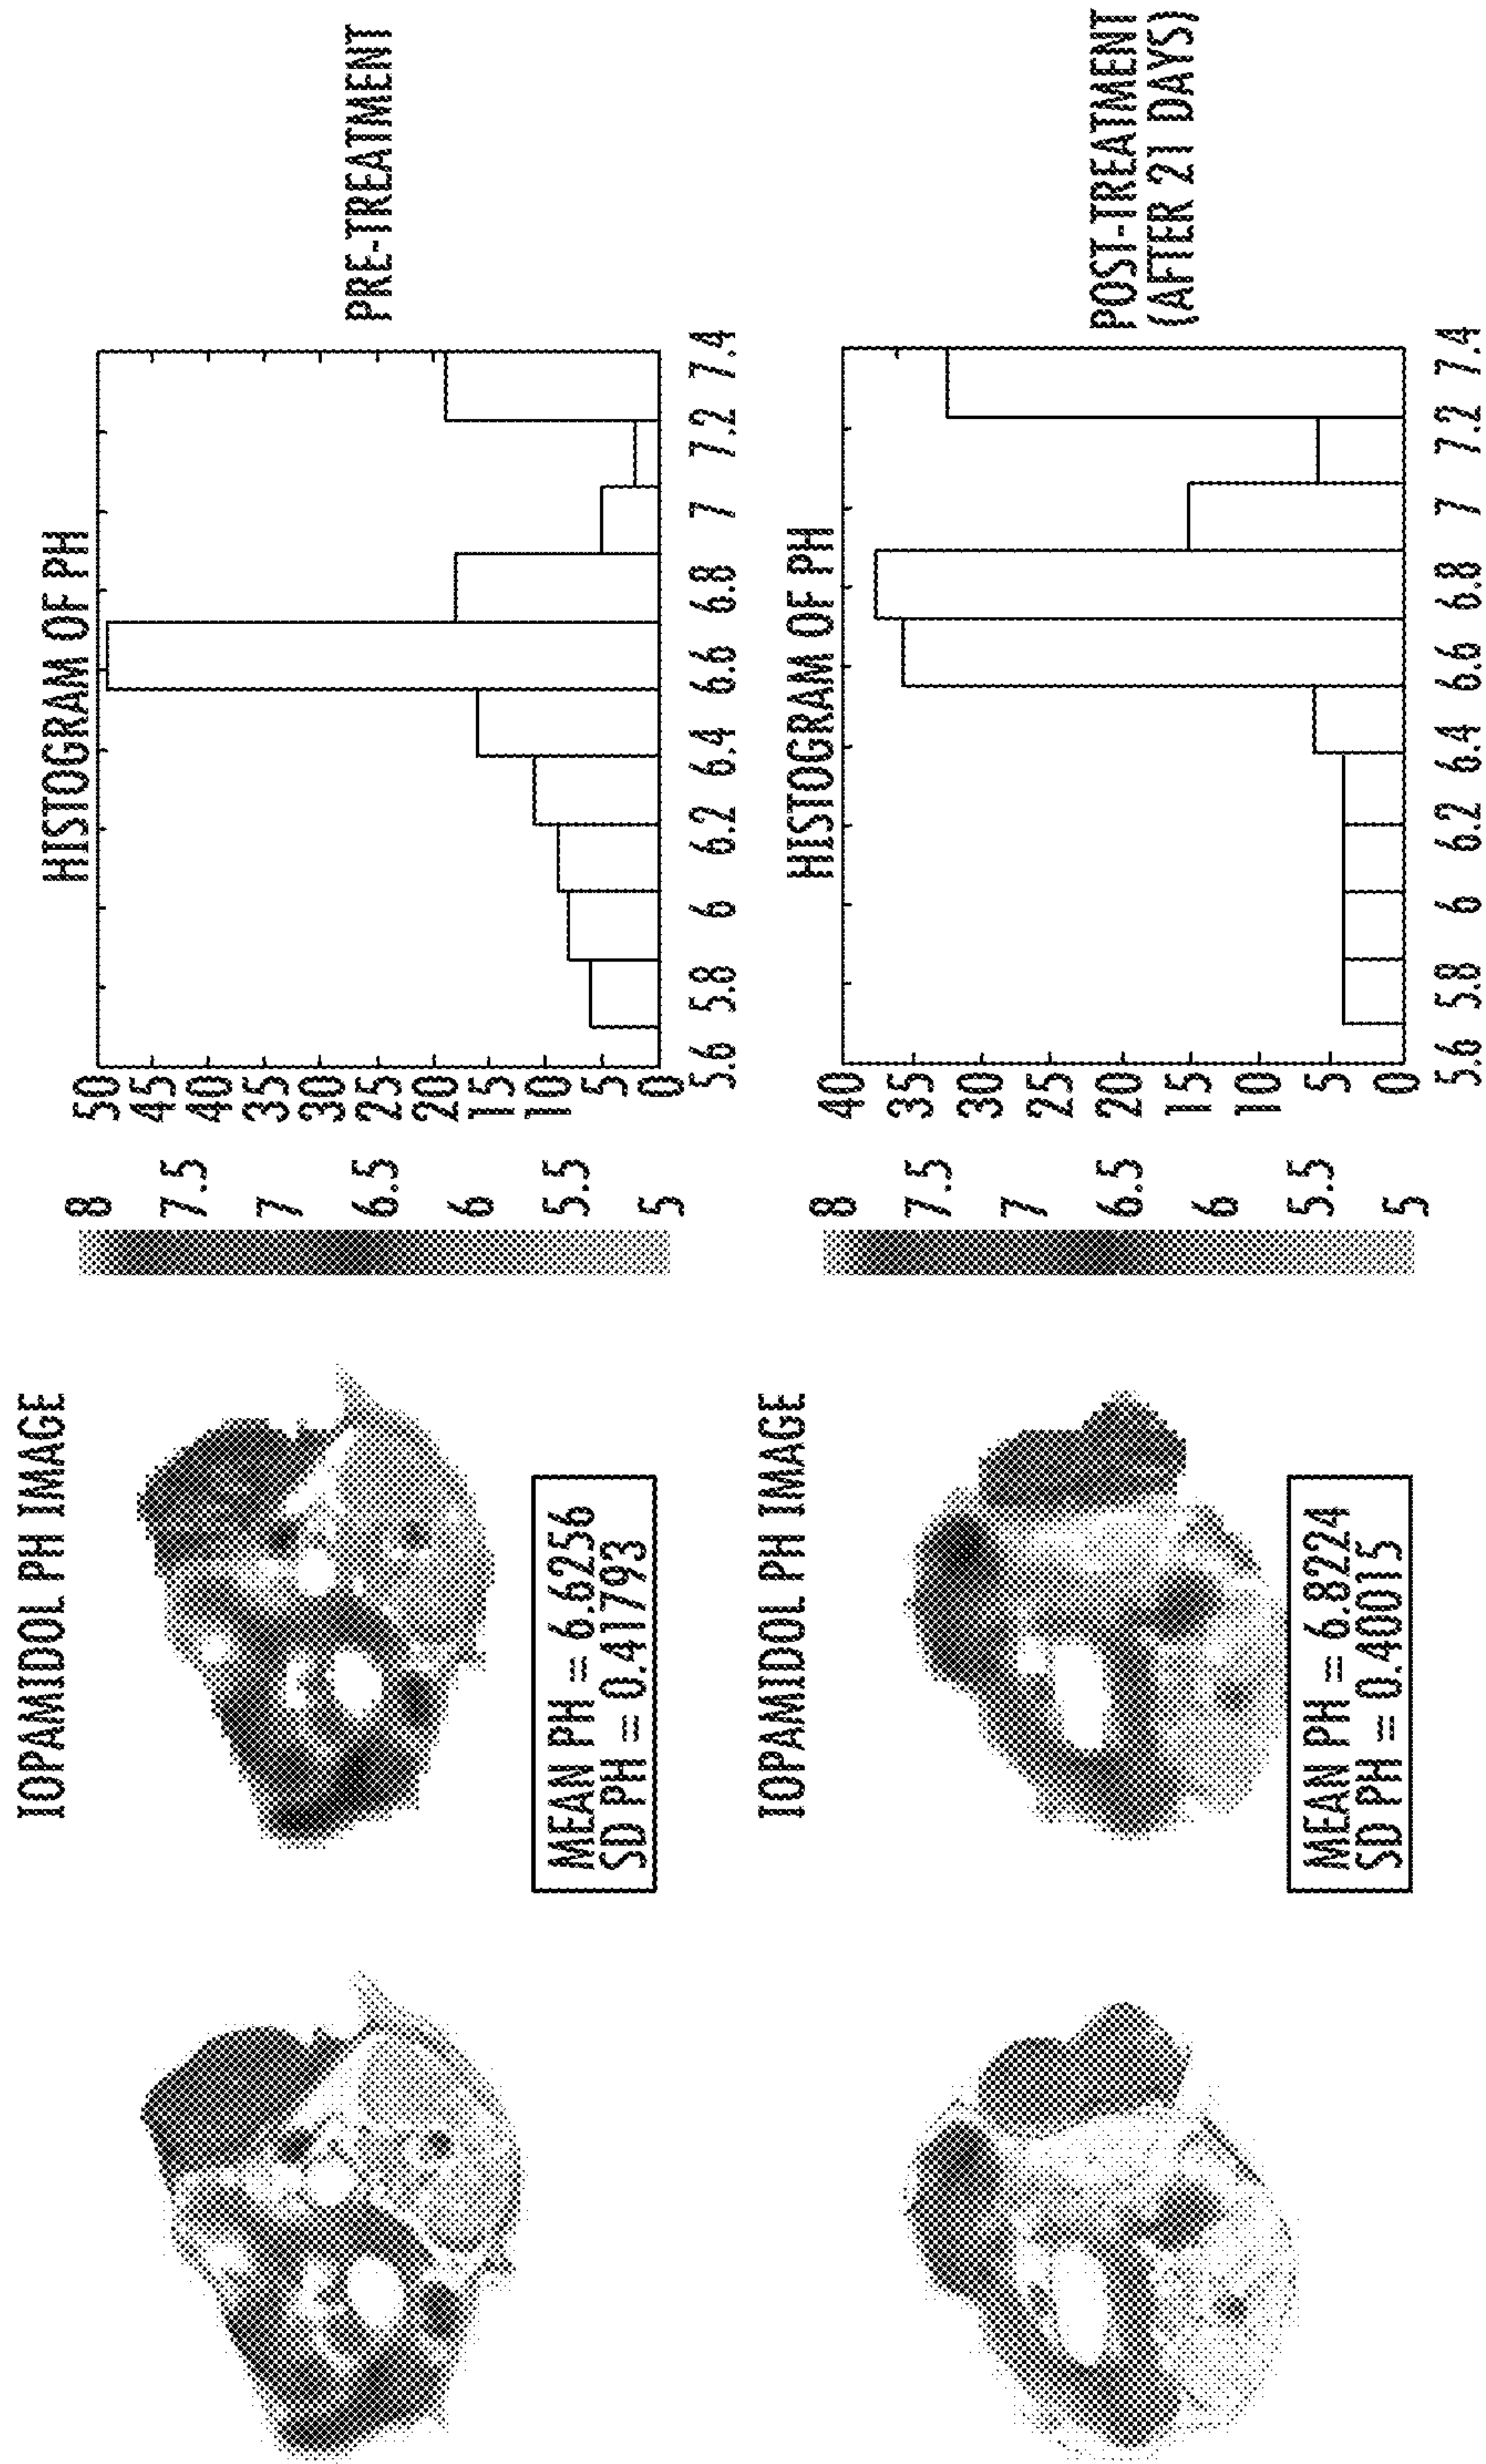 IOPAMIDOL PH IMAGE
MEAN PH = 6.6256
SD PH = 0.41793
8
7.5
7
6.5
6
5.5
5
HISTOGRAM OF PH
50
45
40
35
30
25
20
15
10
5
0
5.6 5.8 6 6.2 6.4 6.6 6.8 7 7.2 7.4
PRE-TREATMENT
IOPAMIDOL PH IMAGE
MEAN PH = 6.8224
SD PH = 0.40015
8
7.5
7
6.5
6
5.5
5
HISTOGRAM OF PH
40
35
30
25
20
15
10
5
0
5.6 5.8 6 6.2 6.4 6.6 6.8 7 7.2 7.4
POST-TREATMENT
(AFTER 21 DAYS)